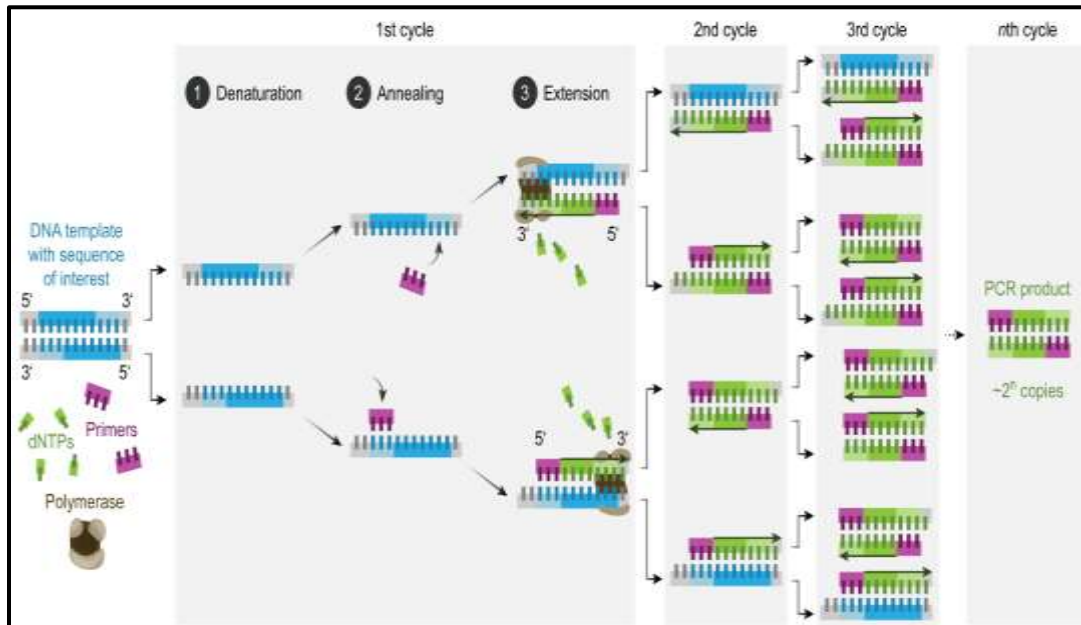 1st cycle
2nd cycle
3rd cycle
nth cycle
1 Denaturation
2 Annealing
3 Extension
DNA template
with sequence
of interest
5' 3'
3' 5'
Primers
dNTPs
Polymerase
3' 5'
5' 3'
PCR product
~2ⁿ copies